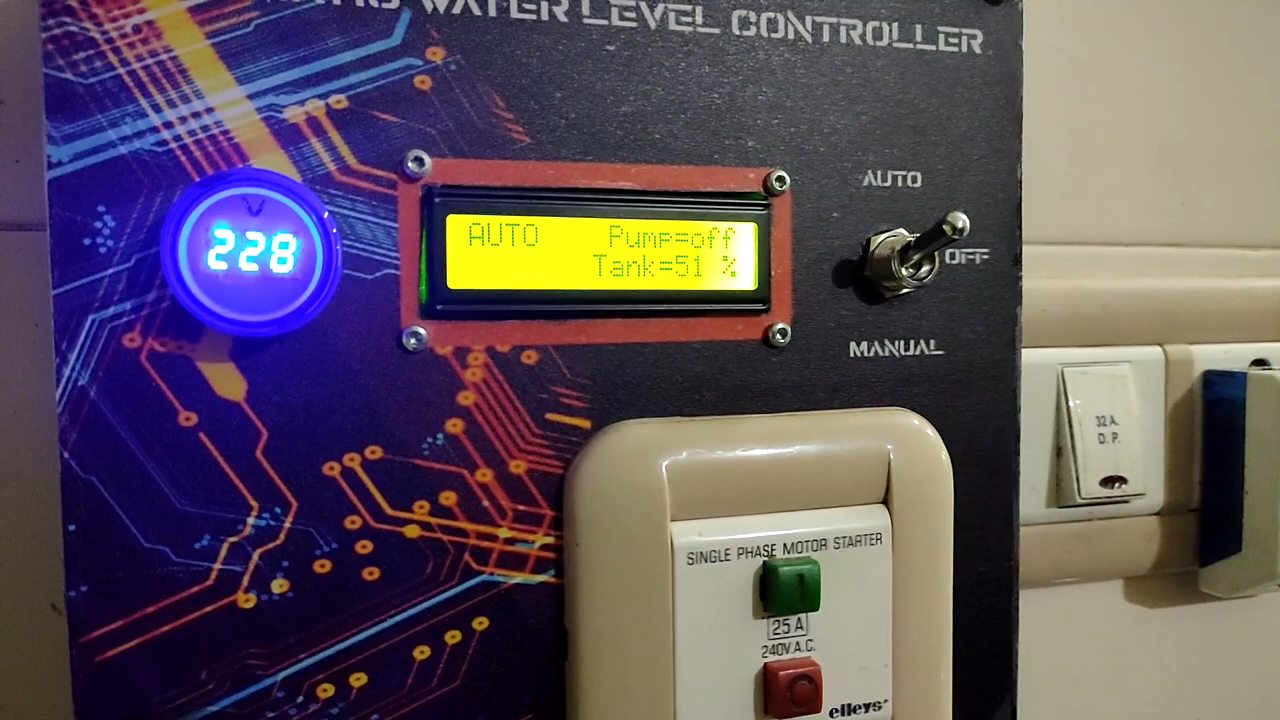 WATER LEVEL CONTROLLER
V
228
AUTO Pump=off
Tank=51 %
AUTO
OFF
MANUAL
32A.
D.P.
SINGLE PHASE MOTOR STARTER
I
25 A
240V.A.C.
O
elleys